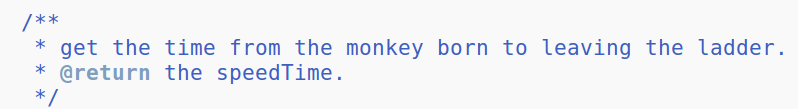 /**
* get the time from the monkey born to leaving the ladder.
* @return the speedTime.
*/